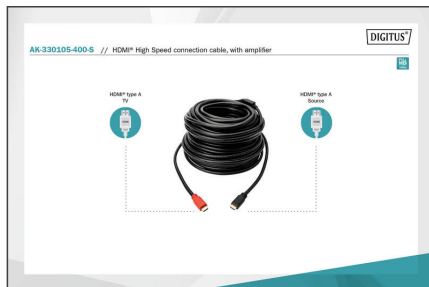 DIGITUS®
AK-330105-400-S // HDMI® High Speed connection cable, with amplifier
HDMI® type A
TV
HDMI® type A
Source